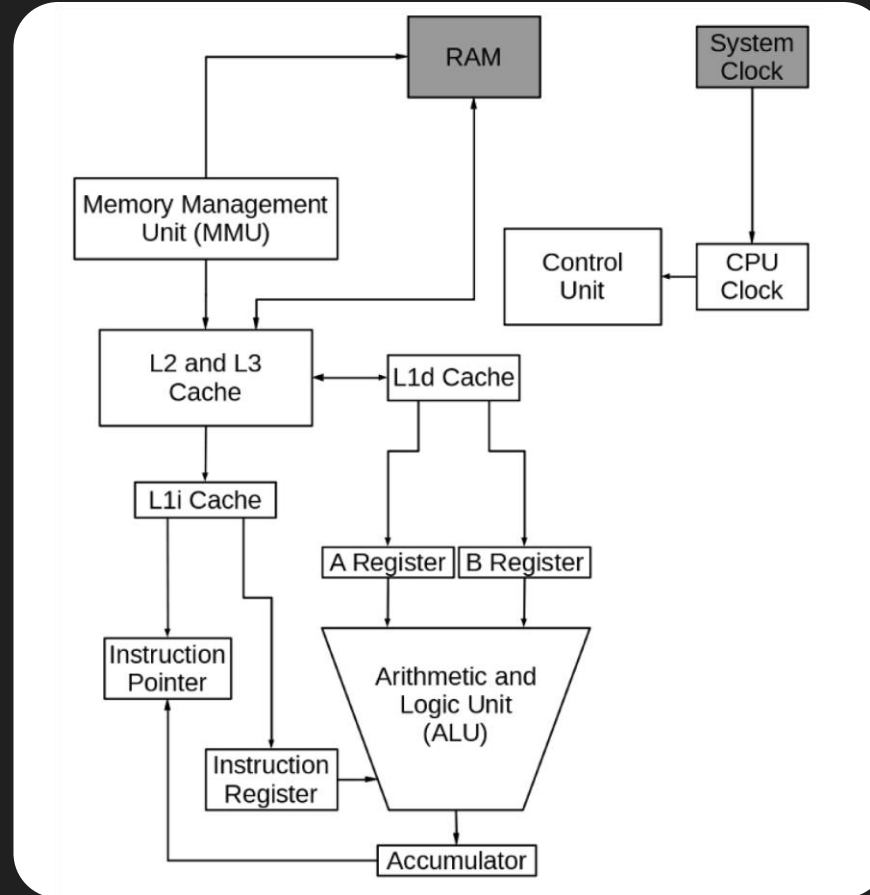 RAM
System
Clock
Memory Management
Unit (MMU)
Control
Unit
CPU
Clock
L2 and L3
Cache
L1d Cache
L1i Cache
A Register
B Register
Instruction
Pointer
Arithmetic and
Logic Unit
(ALU)
Instruction
Register
Accumulator